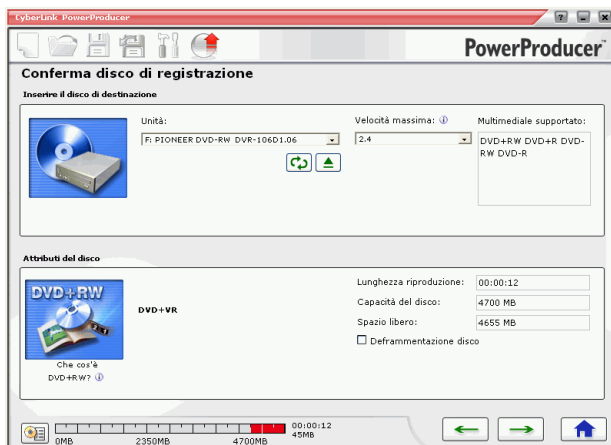 CyberLink PowerProducer
PowerProducer™
Conferma disco di registrazione
Inserire il disco di destinazione
Unità:
F: PIONEER DVD-RW DVR-106D1.06
Velocità massima:
2.4
Multimediale supportato:
DVD+RW DVD+R DVD-
RW DVD-R
Attributi del disco
DVD+RW
DVD+VR
Che cos'è
DVD+RW?
Lunghezza riproduzione: 00:00:12
Capacità del disco: 4700 MB
Spazio libero: 4655 MB
Deframmentazione disco
00:00:12
45MB
0MB 2350MB 4700MB